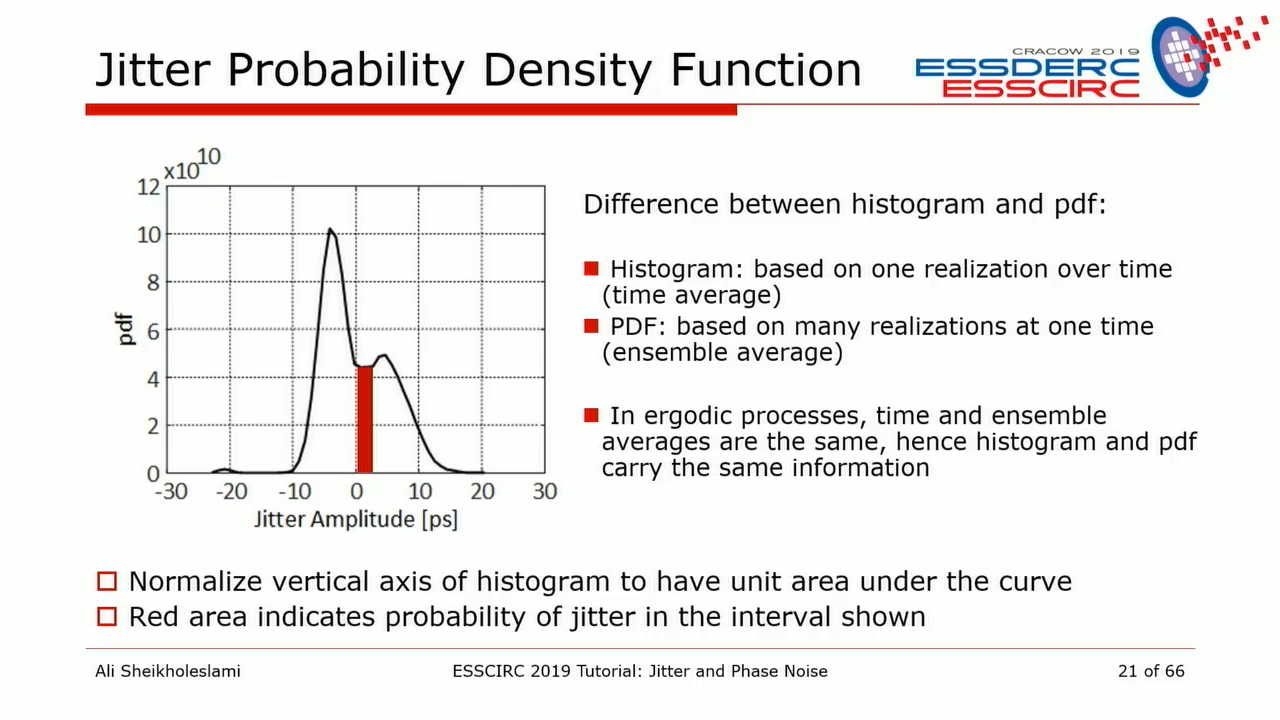 Jitter Probability Density Function
CRACOW 2019
ESSDERC
ESSCIRC
x10^10
12
10
8
6
4
2
0
pdf
-30 -20 -10 0 10 20 30
Jitter Amplitude [ps]
Difference between histogram and pdf:
Histogram: based on one realization over time
(time average)
PDF: based on many realizations at one time
(ensemble average)
In ergodic processes, time and ensemble
averages are the same, hence histogram and pdf
carry the same information
Normalize vertical axis of histogram to have unit area under the curve
Red area indicates probability of jitter in the interval shown
Ali Sheikholeslami
ESSCIRC 2019 Tutorial: Jitter and Phase Noise
21 of 66